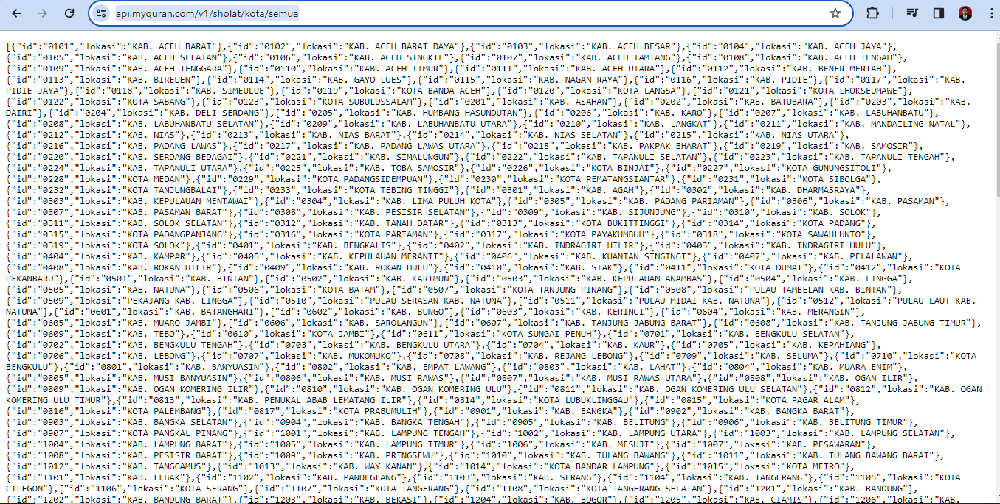 api.myquran.com/v1/sholat/kota/semua
[{"id":"0101","lokasi":"KAB. ACEH BARAT"},{"id":"0102","lokasi":"KAB. ACEH BARAT DAYA"},{"id":"0103","lokasi":"KAB. ACEH BESAR"},{"id":"0104","lokasi":"KAB. ACEH JAYA"},
{"id":"0105","lokasi":"KAB. ACEH SELATAN"},{"id":"0106","lokasi":"KAB. ACEH SINGKIL"},{"id":"0107","lokasi":"KAB. ACEH TAMIANG"},{"id":"0108","lokasi":"KAB. ACEH TENGAH"},
{"id":"0109","lokasi":"KAB. ACEH TENGGARA"},{"id":"0110","lokasi":"KAB. ACEH TIMUR"},{"id":"0111","lokasi":"KAB. ACEH UTARA"},{"id":"0112","lokasi":"KAB. BENER MERIAH"},
{"id":"0113","lokasi":"KAB. BIREUEN"},{"id":"0114","lokasi":"KAB. GAYO LUES"},{"id":"0115","lokasi":"KAB. NAGAN RAYA"},{"id":"0116","lokasi":"KAB. PIDIE"},{"id":"0117","lokasi":"KAB.
PIDIE JAYA"},{"id":"0118","lokasi":"KAB. SIMEULUE"},{"id":"0119","lokasi":"KOTA BANDA ACEH"},{"id":"0120","lokasi":"KOTA LANGSA"},{"id":"0121","lokasi":"KOTA LHOKSEUMAWE"},
{"id":"0122","lokasi":"KOTA SABANG"},{"id":"0123","lokasi":"KOTA SUBULUSSALAM"},{"id":"0201","lokasi":"KAB. ASAHAN"},{"id":"0202","lokasi":"KAB. BATUBARA"},{"id":"0203","lokasi":"KAB.
DAIRI"},{"id":"0204","lokasi":"KAB. DELI SERDANG"},{"id":"0205","lokasi":"KAB. HUMBANG HASUNDUTAN"},{"id":"0206","lokasi":"KAB. KARO"},{"id":"0207","lokasi":"KAB. LABUHANBATU"},
{"id":"0208","lokasi":"KAB. LABUHANBATU SELATAN"},{"id":"0209","lokasi":"KAB. LABUHANBATU UTARA"},{"id":"0210","lokasi":"KAB. LANGKAT"},{"id":"0211","lokasi":"KAB. MANDAILING NATAL"},
{"id":"0212","lokasi":"KAB. NIAS"},{"id":"0213","lokasi":"KAB. NIAS BARAT"},{"id":"0214","lokasi":"KAB. NIAS SELATAN"},{"id":"0215","lokasi":"KAB. NIAS UTARA"},
{"id":"0216","lokasi":"KAB. PADANG LAWAS"},{"id":"0217","lokasi":"KAB. PADANG LAWAS UTARA"},{"id":"0218","lokasi":"KAB. PAKPAK BHARAT"},{"id":"0219","lokasi":"KAB. SAMOSIR"},
{"id":"0220","lokasi":"KAB. SERDANG BEDAGAI"},{"id":"0221","lokasi":"KAB. SIMALUNGUN"},{"id":"0222","lokasi":"KAB. TAPANULI SELATAN"},{"id":"0223","lokasi":"KAB. TAPANULI TENGAH"},
{"id":"0224","lokasi":"KAB. TAPANULI UTARA"},{"id":"0225","lokasi":"KAB. TOBA SAMOSIR"},{"id":"0226","lokasi":"KOTA BINJAI"},{"id":"0227","lokasi":"KOTA GUNUNGSITOLI"},
{"id":"0228","lokasi":"KOTA MEDAN"},{"id":"0229","lokasi":"KOTA PADANGSIDEMPUAN"},{"id":"0230","lokasi":"KOTA PEMATANGSIANTAR"},{"id":"0231","lokasi":"KOTA SIBOLGA"},
{"id":"0232","lokasi":"KOTA TANJUNGBALAI"},{"id":"0233","lokasi":"KOTA TEBING TINGGI"},{"id":"0301","lokasi":"KAB. AGAM"},{"id":"0302","lokasi":"KAB. DHARMASRAYA"},
{"id":"0303","lokasi":"KAB. KEPULAUAN MENTAWAI"},{"id":"0304","lokasi":"KAB. LIMA PULUH KOTA"},{"id":"0305","lokasi":"KAB. PADANG PARIAMAN"},{"id":"0306","lokasi":"KAB. PASAMAN"},
{"id":"0307","lokasi":"KAB. PASAMAN BARAT"},{"id":"0308","lokasi":"KAB. PESISIR SELATAN"},{"id":"0309","lokasi":"KAB. SIJUNJUNG"},{"id":"0310","lokasi":"KAB. SOLOK"},
{"id":"0311","lokasi":"KAB. SOLOK SELATAN"},{"id":"0312","lokasi":"KAB. TANAH DATAR"},{"id":"0313","lokasi":"KOTA BUKITTINGGI"},{"id":"0314","lokasi":"KOTA PADANG"},
{"id":"0315","lokasi":"KOTA PADANGPANJANG"},{"id":"0316","lokasi":"KOTA PARIAMAN"},{"id":"0317","lokasi":"KOTA PAYAKUMBUH"},{"id":"0318","lokasi":"KOTA SAWAHLUNTO"},
{"id":"0319","lokasi":"KOTA SOLOK"},{"id":"0401","lokasi":"KAB. BENGKALIS"},{"id":"0402","lokasi":"KAB. INDRAGIRI HILIR"},{"id":"0403","lokasi":"KAB. INDRAGIRI HULU"},
{"id":"0404","lokasi":"KAB. KAMPAR"},{"id":"0405","lokasi":"KAB. KEPULAUAN MERANTI"},{"id":"0406","lokasi":"KAB. KUANTAN SINGINGI"},{"id":"0407","lokasi":"KAB. PELALAWAN"},
{"id":"0408","lokasi":"KAB. ROKAN HILIR"},{"id":"0409","lokasi":"KAB. ROKAN HULU"},{"id":"0410","lokasi":"KAB. SIAK"},{"id":"0411","lokasi":"KOTA DUMAI"},{"id":"0412","lokasi":"KOTA
PEKANBARU"},{"id":"0501","lokasi":"KAB. BINTAN"},{"id":"0502","lokasi":"KAB. KARIMUN"},{"id":"0503","lokasi":"KAB. KEPULAUAN ANAMBAS"},{"id":"0504","lokasi":"KAB. LINGGA"},
{"id":"0505","lokasi":"KAB. NATUNA"},{"id":"0506","lokasi":"KOTA BATAM"},{"id":"0507","lokasi":"KOTA TANJUNG PINANG"},{"id":"0508","lokasi":"PULAU TAMBELAN KAB. BINTAN"},
{"id":"0509","lokasi":"PEKAJANG KAB. LINGGA"},{"id":"0510","lokasi":"PULAU SERASAN KAB. NATUNA"},{"id":"0511","lokasi":"PULAU MIDAI KAB. NATUNA"},{"id":"0512","lokasi":"PULAU LAUT KAB.
NATUNA"},{"id":"0601","lokasi":"KAB. BATANGHARI"},{"id":"0602","lokasi":"KAB. BUNGO"},{"id":"0603","lokasi":"KAB. KERINCI"},{"id":"0604","lokasi":"KAB. MERANGIN"},
{"id":"0605","lokasi":"KAB. MUARO JAMBI"},{"id":"0606","lokasi":"KAB. SAROLANGUN"},{"id":"0607","lokasi":"KAB. TANJUNG JABUNG BARAT"},{"id":"0608","lokasi":"KAB. TANJUNG JABUNG TIMUR"},
{"id":"0609","lokasi":"KAB. TEBO"},{"id":"0610","lokasi":"KOTA JAMBI"},{"id":"0611","lokasi":"KOTA SUNGAI PENUH"},{"id":"0701","lokasi":"KAB. BENGKULU SELATAN"},
{"id":"0702","lokasi":"KAB. BENGKULU TENGAH"},{"id":"0703","lokasi":"KAB. BENGKULU UTARA"},{"id":"0704","lokasi":"KAB. KAUR"},{"id":"0705","lokasi":"KAB. KEPAHIANG"},
{"id":"0706","lokasi":"KAB. LEBONG"},{"id":"0707","lokasi":"KAB. MUKOMUKO"},{"id":"0708","lokasi":"KAB. REJANG LEBONG"},{"id":"0709","lokasi":"KAB. SELUMA"},{"id":"0710","lokasi":"KOTA
BENGKULU"},{"id":"0801","lokasi":"KAB. BANYUASIN"},{"id":"0802","lokasi":"KAB. EMPAT LAWANG"},{"id":"0803","lokasi":"KAB. LAHAT"},{"id":"0804","lokasi":"KAB. MUARA ENIM"},
{"id":"0805","lokasi":"KAB. MUSI BANYUASIN"},{"id":"0806","lokasi":"KAB. MUSI RAWAS"},{"id":"0807","lokasi":"KAB. MUSI RAWAS UTARA"},{"id":"0808","lokasi":"KAB. OGAN ILIR"},
{"id":"0809","lokasi":"KAB. OGAN KOMERING ILIR"},{"id":"0810","lokasi":"KAB. OGAN KOMERING ULU"},{"id":"0811","lokasi":"KAB. OGAN KOMERING ULU SELATAN"},{"id":"0812","lokasi":"KAB. OGAN
KOMERING ULU TIMUR"},{"id":"0813","lokasi":"KAB. PENUKAL ABAB LEMATANG ILIR"},{"id":"0814","lokasi":"KOTA LUBUKLINGGAU"},{"id":"0815","lokasi":"KOTA PAGAR ALAM"},
{"id":"0816","lokasi":"KOTA PALEMBANG"},{"id":"0817","lokasi":"KOTA PRABUMULIH"},{"id":"0901","lokasi":"KAB. BANGKA"},{"id":"0902","lokasi":"KAB. BANGKA BARAT"},
{"id":"0903","lokasi":"KAB. BANGKA SELATAN"},{"id":"0904","lokasi":"KAB. BANGKA TENGAH"},{"id":"0905","lokasi":"KAB. BELITUNG"},{"id":"0906","lokasi":"KAB. BELITUNG TIMUR"},
{"id":"0907","lokasi":"KOTA PANGKAL PINANG"},{"id":"1001","lokasi":"KAB. LAMPUNG TENGAH"},{"id":"1002","lokasi":"KAB. LAMPUNG UTARA"},{"id":"1003","lokasi":"KAB. LAMPUNG SELATAN"},
{"id":"1004","lokasi":"KAB. LAMPUNG BARAT"},{"id":"1005","lokasi":"KAB. LAMPUNG TIMUR"},{"id":"1006","lokasi":"KAB. MESUJI"},{"id":"1007","lokasi":"KAB. PESAWARAN"},
{"id":"1008","lokasi":"KAB. PESISIR BARAT"},{"id":"1009","lokasi":"KAB. PRINGSEWU"},{"id":"1010","lokasi":"KAB. TULANG BAWANG"},{"id":"1011","lokasi":"KAB. TULANG BAWANG BARAT"},
{"id":"1012","lokasi":"KAB. TANGGAMUS"},{"id":"1013","lokasi":"KAB. WAY KANAN"},{"id":"1014","lokasi":"KOTA BANDAR LAMPUNG"},{"id":"1015","lokasi":"KOTA METRO"},
{"id":"1101","lokasi":"KAB. LEBAK"},{"id":"1102","lokasi":"KAB. PANDEGLANG"},{"id":"1103","lokasi":"KAB. SERANG"},{"id":"1104","lokasi":"KAB. TANGERANG"},{"id":"1105","lokasi":"KOTA
CILEGON"},{"id":"1106","lokasi":"KOTA SERANG"},{"id":"1107","lokasi":"KOTA TANGERANG"},{"id":"1108","lokasi":"KOTA TANGERANG SELATAN"},{"id":"1201","lokasi":"KAB. BANDUNG"},
{"id":"1202","lokasi":"KAB. BANDUNG BARAT"},{"id":"1203","lokasi":"KAB. BEKASI"},{"id":"1204","lokasi":"KAB. BOGOR"},{"id":"1205","lokasi":"KAB. CIAMIS"},{"id":"1206","lokasi":"KAB.